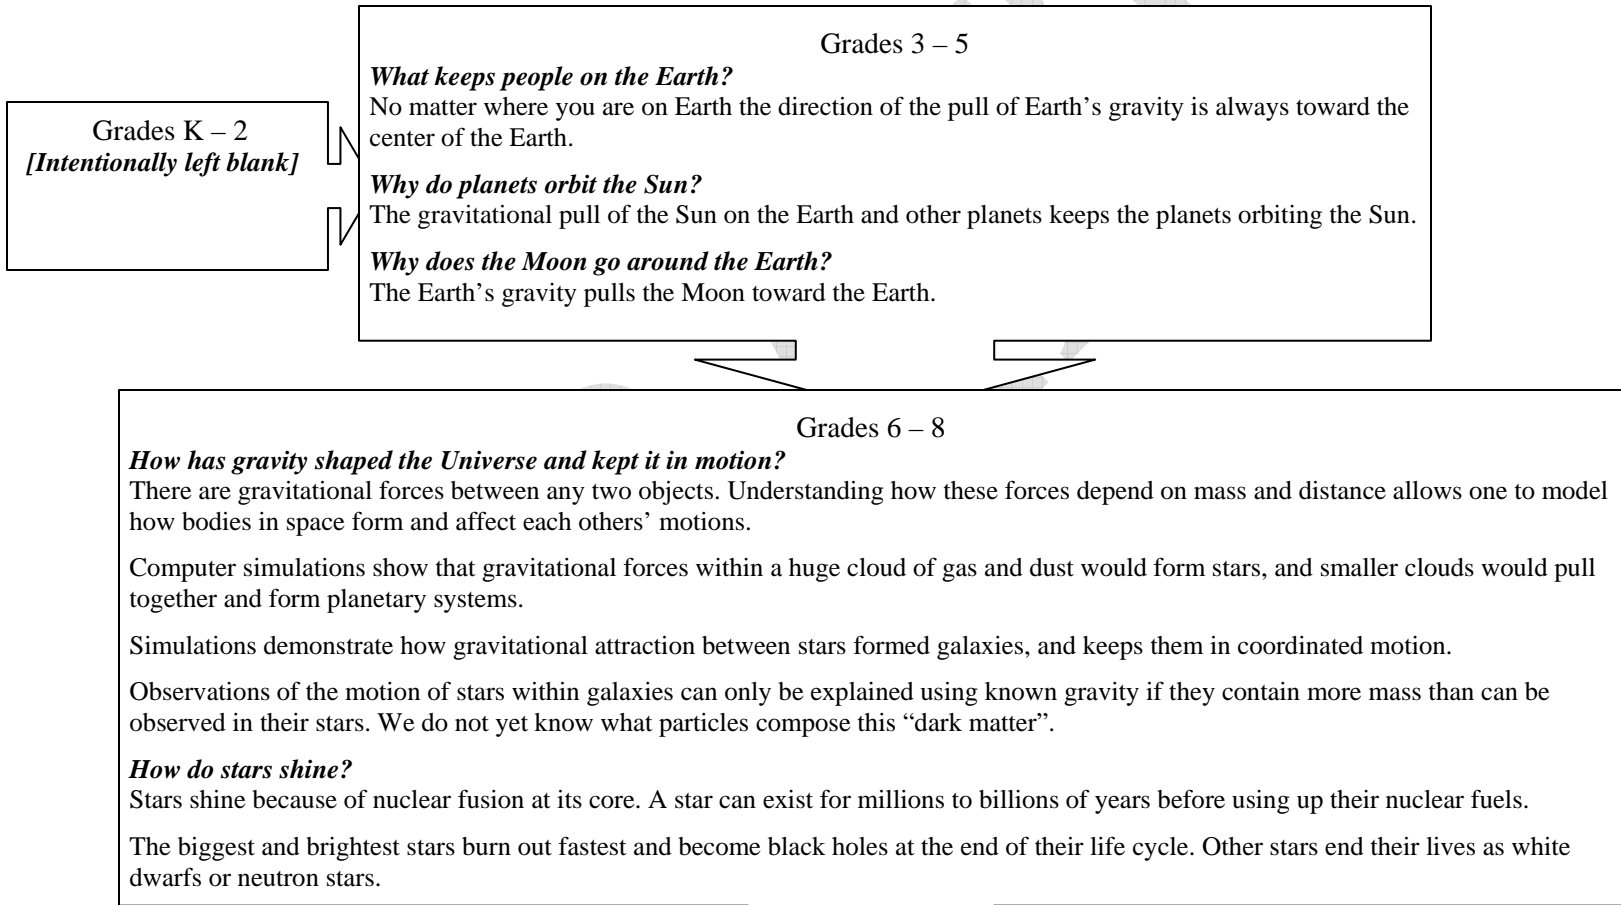 Grades K – 2
[Intentionally left blank]
Grades 3 – 5
What keeps people on the Earth?
No matter where you are on Earth the direction of the pull of Earth’s gravity is always toward the
center of the Earth.
Why do planets orbit the Sun?
The gravitational pull of the Sun on the Earth and other planets keeps the planets orbiting the Sun.
Why does the Moon go around the Earth?
The Earth’s gravity pulls the Moon toward the Earth.
Grades 6 – 8
How has gravity shaped the Universe and kept it in motion?
There are gravitational forces between any two objects. Understanding how these forces depend on mass and distance allows one to model
how bodies in space form and affect each others’ motions.
Computer simulations show that gravitational forces within a huge cloud of gas and dust would form stars, and smaller clouds would pull
together and form planetary systems.
Simulations demonstrate how gravitational attraction between stars formed galaxies, and keeps them in coordinated motion.
Observations of the motion of stars within galaxies can only be explained using known gravity if they contain more mass than can be
observed in their stars. We do not yet know what particles compose this “dark matter”.
How do stars shine?
Stars shine because of nuclear fusion at its core. A star can exist for millions to billions of years before using up their nuclear fuels.
The biggest and brightest stars burn out fastest and become black holes at the end of their life cycle. Other stars end their lives as white
dwarfs or neutron stars.